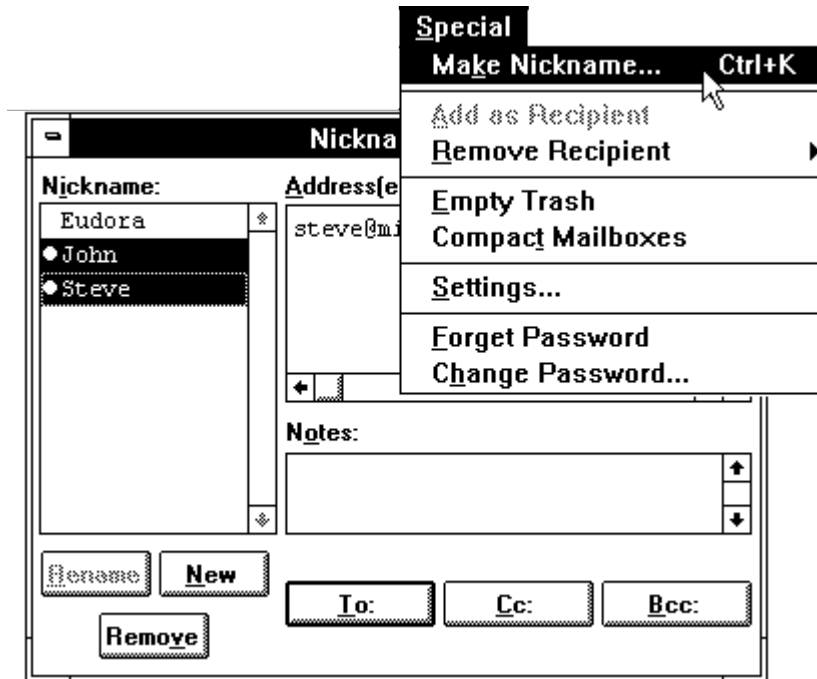 Special
Make Nickname... Ctrl+K
Add as Recipient
Remove Recipient
Empty Trash
Compact Mailboxes
Settings...
Forget Password
Change Password...
Nickna
Nickname:
Address(e
Eudora
John
Steve
steve@mi
Notes:
Rename
New
Remove
To:
Cc:
Bcc: